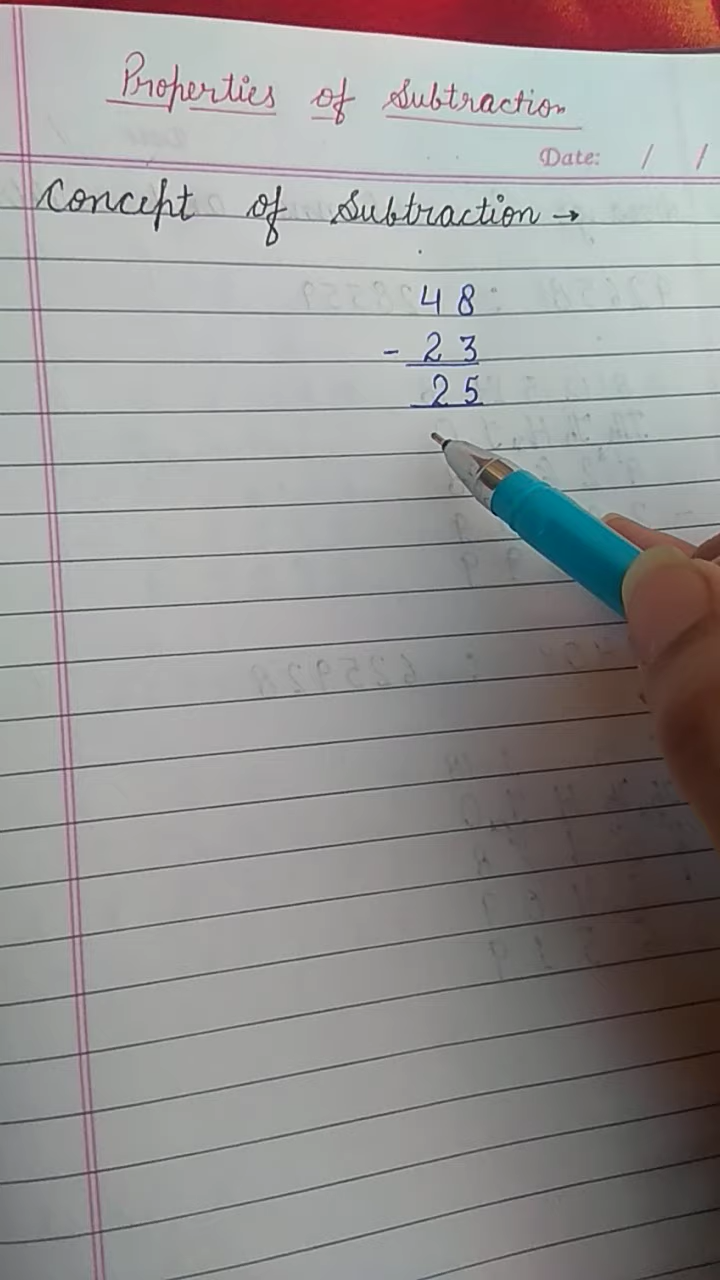 Properties of Subtraction
Date: / /
Concept of Subtraction →
48
- 23
25